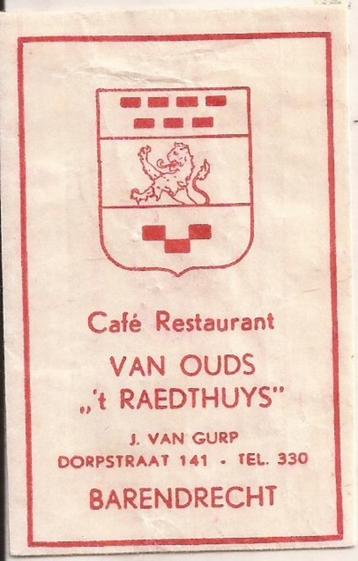 Café Restaurant
VAN OUDS
„'t RAEDTHUYS"
J. VAN GURP
DORPSTRAAT 141 - TEL. 330
BARENDRECHT